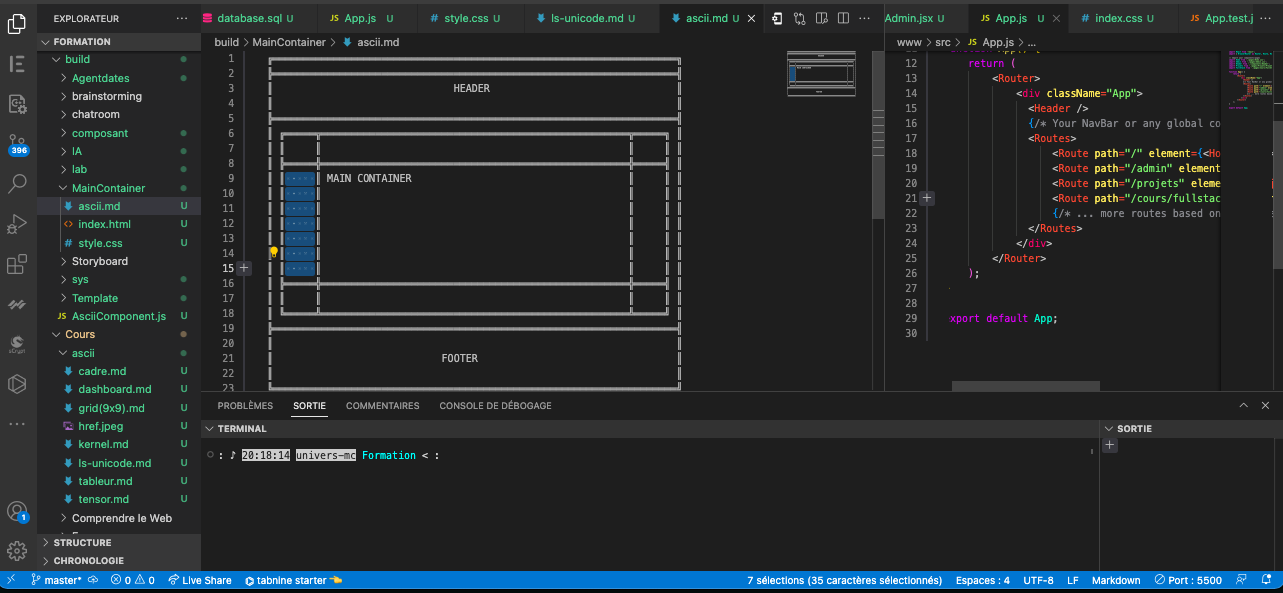 EXPLORATEUR
FORMATION
build
Agentdates
brainstorming
chatroom
composant
IA
lab
MainContainer
ascii.md U
index.html U
style.css U
Storyboard
sys
Template
AsciiComponent.js U
Cours
ascii
cadre.md U
dashboard.md U
grid(9x9).md U
href.jpeg U
kernel.md U
ls-unicode.md U
tableur.md U
tensor.md U
Comprendre le Web
STRUCTURE
CHRONOLOGIE
396
1
database.sql U
App.js U
style.css U
ls-unicode.md U
ascii.md U
build > MainContainer > ascii.md
1
2
3 HEADER
4
5
6
7
8
9 MAIN CONTAINER
10
11
12
13
14
15
16
17
18
19
20
21 FOOTER
22
23
Admin.jsx U
App.js U
index.css U
App.test.j
www > src > App.js > ...
12 return (
13 <Router>
14 <div className="App">
15 <Header />
16 {/* Your NavBar or any global co
17 <Routes>
18 <Route path="/" element={<Ho
19 <Route path="/admin" element
20 <Route path="/projets" eleme
21 <Route path="/cours/fullstac
22 {/* ... more routes based on
23 </Routes>
24 </div>
25 </Router>
26 );
27
28
29 xport default App;
30
PROBLÈMES SORTIE COMMENTAIRES CONSOLE DE DÉBOGAGE
TERMINAL
: ♪ 20:18:14 univers-mc Formation < :
SORTIE
master* 0 0 Live Share tabnine starter 7 sélections (35 caractères sélectionnés) Espaces : 4 UTF-8 LF Markdown Port : 5500